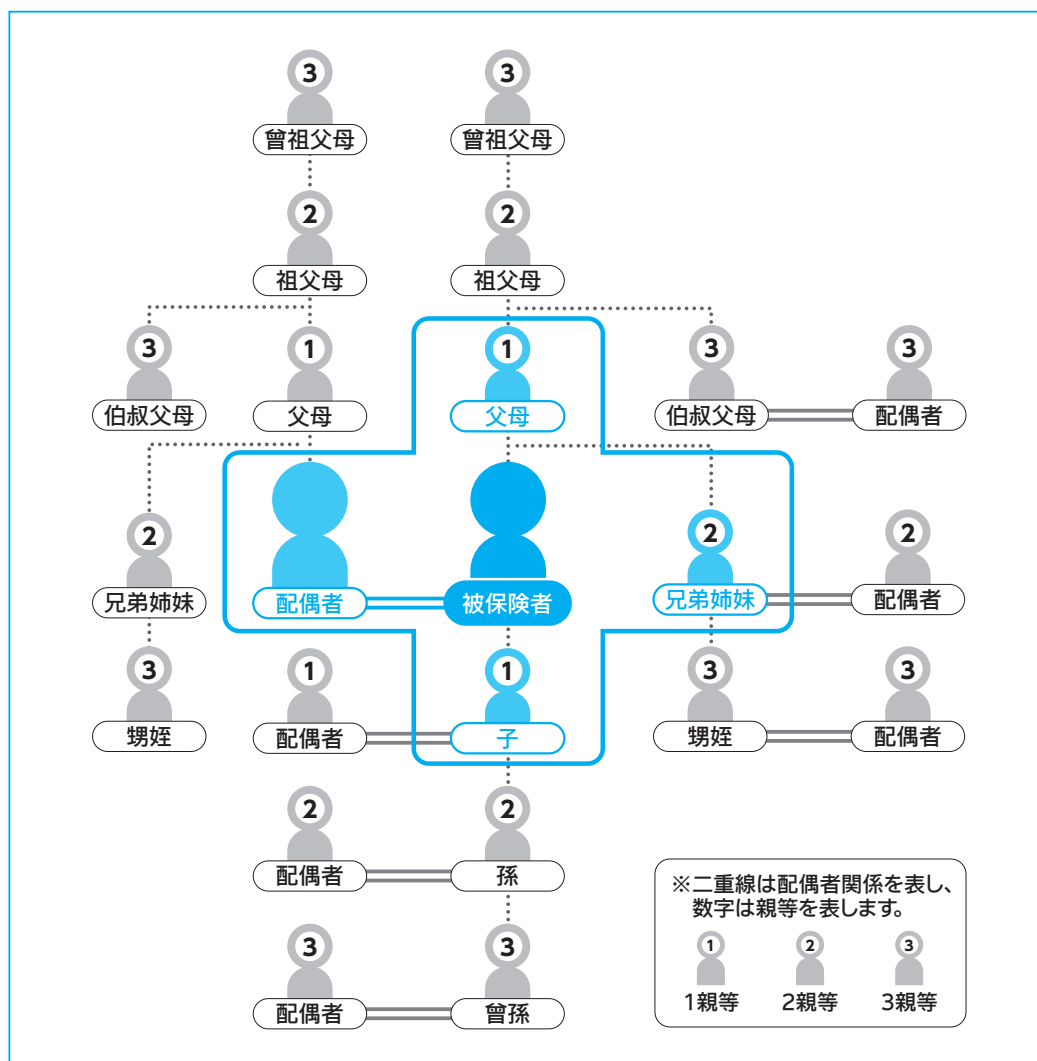 3
3
曾祖父母
曾祖父母
2
2
祖父母
祖父母
3
1
1
3
3
伯叔父母
父母
父母
伯叔父母
配偶者
2
2
2
兄弟姉妹
配偶者
被保険者
兄弟姉妹
配偶者
3
1
1
3
3
甥姪
配偶者
子
甥姪
配偶者
2
2
配偶者
孫
3
3
配偶者
曾孫
※二重線は配偶者関係を表し、
数字は親等を表します。
1
2
3
1親等
2親等
3親等